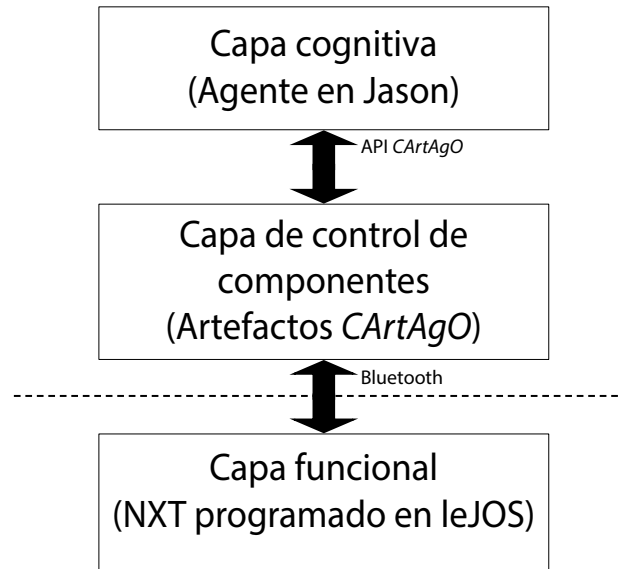 Capa cognitiva
(Agente en Jason)
API CArtAgO
Capa de control de
componentes
(Artefactos CArtAgO)
Bluetooth
Capa funcional
(NXT programado en leJOS)